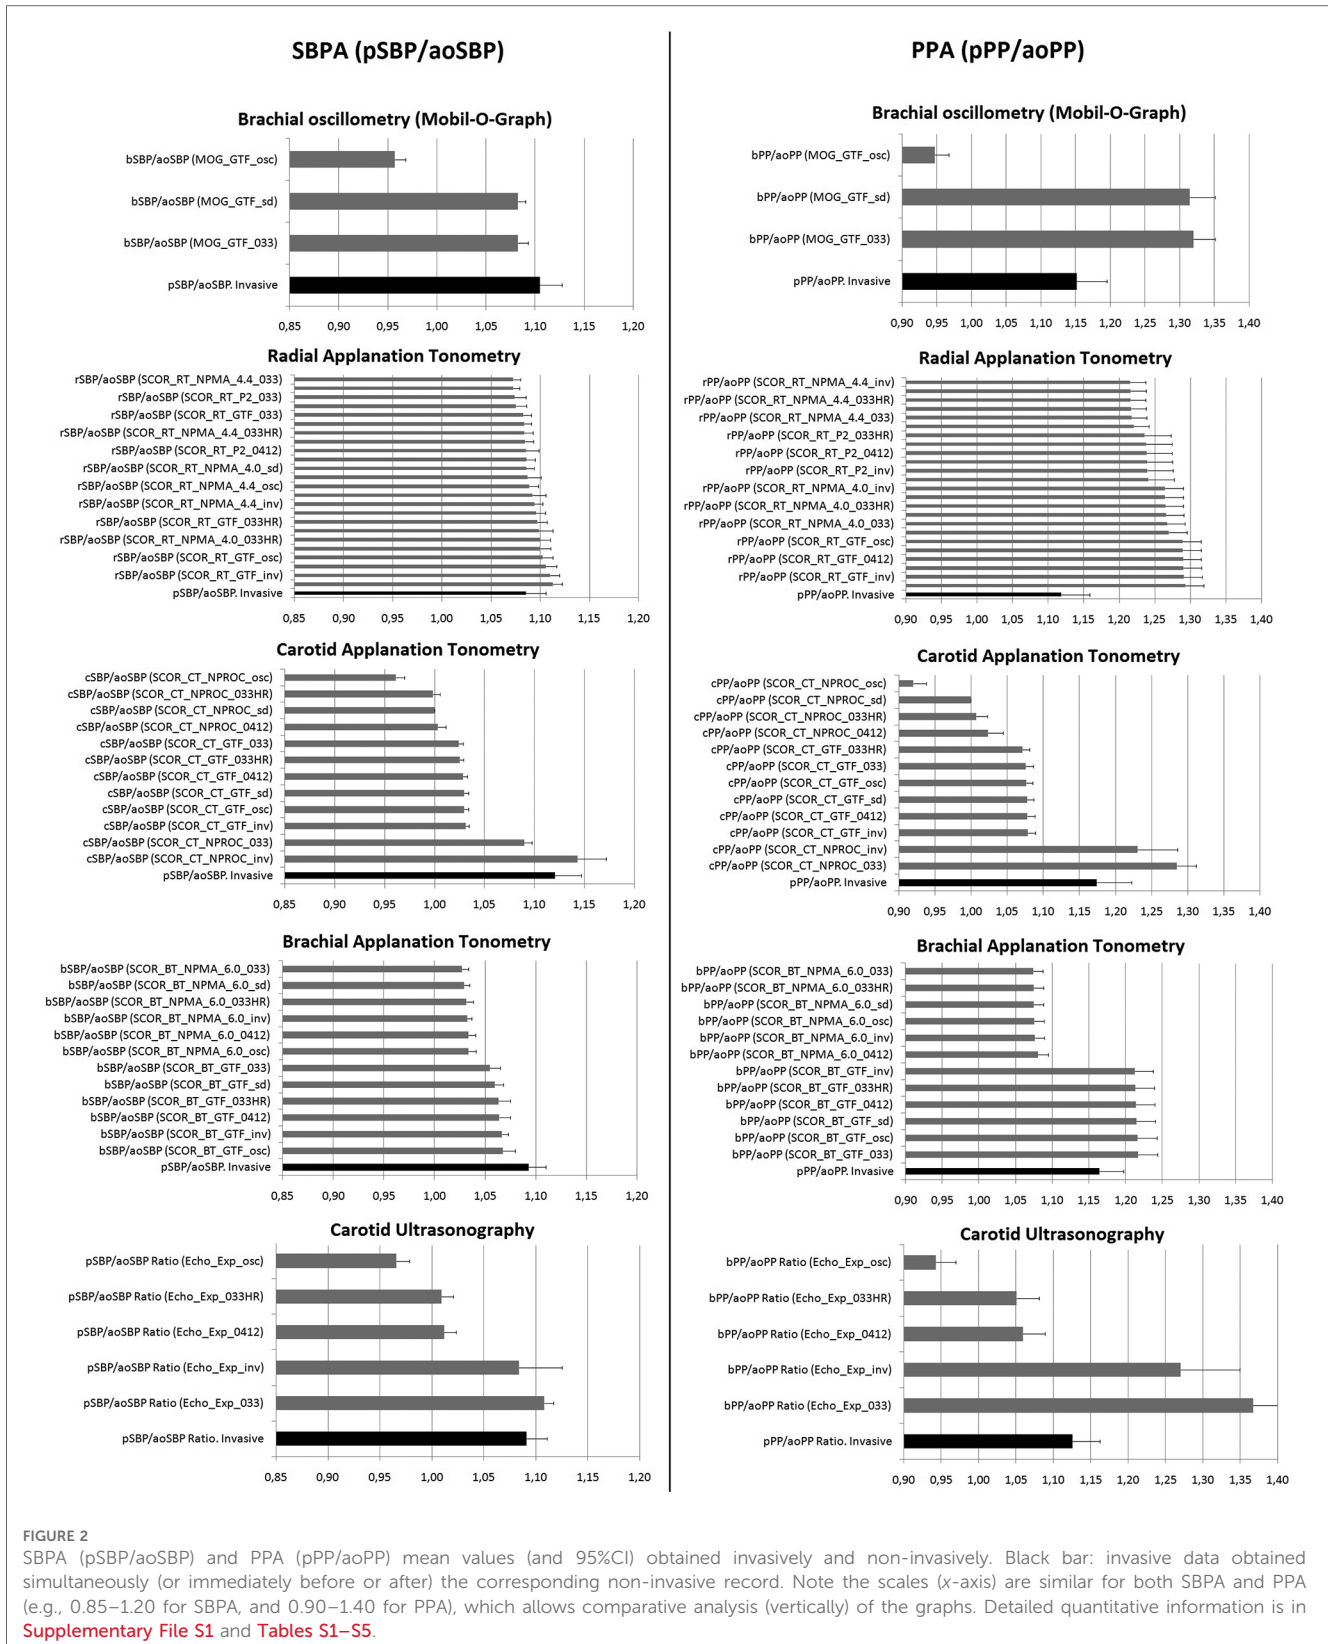 SBPA (pSBP/aoSBP)
Brachial oscillometry (Mobil-O-Graph)
bSBP/aoSBP (MOG_GTF_osc)
bSBP/aoSBP (MOG_GTF_sd)
bSBP/aoSBP (MOG_GTF_033)
pSBP/aoSBP. Invasive
0,85 0,90 0,95 1,00 1,05 1,10 1,15 1,20
Radial Applanation Tonometry
rSBP/aoSBP (SCOR_RT_NPMA_4.4_033)
rSBP/aoSBP (SCOR_RT_P2_033)
rSBP/aoSBP (SCOR_RT_GTF_033)
rSBP/aoSBP (SCOR_RT_NPMA_4.4_033HR)
rSBP/aoSBP (SCOR_RT_P2_0412)
rSBP/aoSBP (SCOR_RT_NPMA_4.0_sd)
rSBP/aoSBP (SCOR_RT_NPMA_4.4_osc)
rSBP/aoSBP (SCOR_RT_NPMA_4.4_inv)
rSBP/aoSBP (SCOR_RT_GTF_033HR)
rSBP/aoSBP (SCOR_RT_NPMA_4.0_033HR)
rSBP/aoSBP (SCOR_RT_GTF_osc)
rSBP/aoSBP (SCOR_RT_GTF_inv)
pSBP/aoSBP. Invasive
0,85 0,90 0,95 1,00 1,05 1,10 1,15 1,20
Carotid Applanation Tonometry
cSBP/aoSBP (SCOR_CT_NPROC_osc)
cSBP/aoSBP (SCOR_CT_NPROC_033HR)
cSBP/aoSBP (SCOR_CT_NPROC_sd)
cSBP/aoSBP (SCOR_CT_NPROC_0412)
cSBP/aoSBP (SCOR_CT_GTF_033)
cSBP/aoSBP (SCOR_CT_GTF_033HR)
cSBP/aoSBP (SCOR_CT_GTF_0412)
cSBP/aoSBP (SCOR_CT_GTF_sd)
cSBP/aoSBP (SCOR_CT_GTF_osc)
cSBP/aoSBP (SCOR_CT_GTF_inv)
cSBP/aoSBP (SCOR_CT_NPROC_033)
cSBP/aoSBP (SCOR_CT_NPROC_inv)
pSBP/aoSBP. Invasive
0,85 0,90 0,95 1,00 1,05 1,10 1,15 1,20
Brachial Applanation Tonometry
bSBP/aoSBP (SCOR_BT_NPMA_6.0_033)
bSBP/aoSBP (SCOR_BT_NPMA_6.0_sd)
bSBP/aoSBP (SCOR_BT_NPMA_6.0_033HR)
bSBP/aoSBP (SCOR_BT_NPMA_6.0_inv)
bSBP/aoSBP (SCOR_BT_NPMA_6.0_0412)
bSBP/aoSBP (SCOR_BT_NPMA_6.0_osc)
bSBP/aoSBP (SCOR_BT_GTF_033)
bSBP/aoSBP (SCOR_BT_GTF_sd)
bSBP/aoSBP (SCOR_BT_GTF_033HR)
bSBP/aoSBP (SCOR_BT_GTF_0412)
bSBP/aoSBP (SCOR_BT_GTF_inv)
bSBP/aoSBP (SCOR_BT_GTF_osc)
pSBP/aoSBP. Invasive
0,85 0,90 0,95 1,00 1,05 1,10 1,15 1,20
Carotid Ultrasonography
pSBP/aoSBP Ratio (Echo_Exp_osc)
pSBP/aoSBP Ratio (Echo_Exp_033HR)
pSBP/aoSBP Ratio (Echo_Exp_0412)
pSBP/aoSBP Ratio (Echo_Exp_inv)
pSBP/aoSBP Ratio (Echo_Exp_033)
pSBP/aoSBP Ratio. Invasive
0,85 0,90 0,95 1,00 1,05 1,10 1,15 1,20
PPA (pPP/aoPP)
Brachial oscillometry (Mobil-O-Graph)
bPP/aoPP (MOG_GTF_osc)
bPP/aoPP (MOG_GTF_sd)
bPP/aoPP (MOG_GTF_033)
pPP/aoPP. Invasive
0,90 0,95 1,00 1,05 1,10 1,15 1,20 1,25 1,30 1,35 1,40
Radial Applanation Tonometry
rPP/aoPP (SCOR_RT_NPMA_4.4_inv)
rPP/aoPP (SCOR_RT_NPMA_4.4_033HR)
rPP/aoPP (SCOR_RT_NPMA_4.4_033)
rPP/aoPP (SCOR_RT_P2_033HR)
rPP/aoPP (SCOR_RT_P2_0412)
rPP/aoPP (SCOR_RT_P2_inv)
rPP/aoPP (SCOR_RT_NPMA_4.0_inv)
rPP/aoPP (SCOR_RT_NPMA_4.0_033HR)
rPP/aoPP (SCOR_RT_NPMA_4.0_033)
rPP/aoPP (SCOR_RT_GTF_osc)
rPP/aoPP (SCOR_RT_GTF_0412)
rPP/aoPP (SCOR_RT_GTF_inv)
pPP/aoPP. Invasive
0,90 0,95 1,00 1,05 1,10 1,15 1,20 1,25 1,30 1,35 1,40
Carotid Applanation Tonometry
cPP/aoPP (SCOR_CT_NPROC_osc)
cPP/aoPP (SCOR_CT_NPROC_sd)
cPP/aoPP (SCOR_CT_NPROC_033HR)
cPP/aoPP (SCOR_CT_NPROC_0412)
cPP/aoPP (SCOR_CT_GTF_033HR)
cPP/aoPP (SCOR_CT_GTF_033)
cPP/aoPP (SCOR_CT_GTF_osc)
cPP/aoPP (SCOR_CT_GTF_sd)
cPP/aoPP (SCOR_CT_GTF_0412)
cPP/aoPP (SCOR_CT_GTF_inv)
cPP/aoPP (SCOR_CT_NPROC_inv)
cPP/aoPP (SCOR_CT_NPROC_033)
pPP/aoPP. Invasive
0,90 0,95 1,00 1,05 1,10 1,15 1,20 1,25 1,30 1,35 1,40
Brachial Applanation Tonometry
bPP/aoPP (SCOR_BT_NPMA_6.0_033)
bPP/aoPP (SCOR_BT_NPMA_6.0_033HR)
bPP/aoPP (SCOR_BT_NPMA_6.0_sd)
bPP/aoPP (SCOR_BT_NPMA_6.0_osc)
bPP/aoPP (SCOR_BT_NPMA_6.0_inv)
bPP/aoPP (SCOR_BT_NPMA_6.0_0412)
bPP/aoPP (SCOR_BT_GTF_inv)
bPP/aoPP (SCOR_BT_GTF_033HR)
bPP/aoPP (SCOR_BT_GTF_0412)
bPP/aoPP (SCOR_BT_GTF_sd)
bPP/aoPP (SCOR_BT_GTF_osc)
bPP/aoPP (SCOR_BT_GTF_033)
pPP/aoPP. Invasive
0,90 0,95 1,00 1,05 1,10 1,15 1,20 1,25 1,30 1,35 1,40
Carotid Ultrasonography
bPP/aoPP Ratio (Echo_Exp_osc)
bPP/aoPP Ratio (Echo_Exp_033HR)
bPP/aoPP Ratio (Echo_Exp_0412)
bPP/aoPP Ratio (Echo_Exp_inv)
bPP/aoPP Ratio (Echo_Exp_033)
pPP/aoPP Ratio. Invasive
0,90 0,95 1,00 1,05 1,10 1,15 1,20 1,25 1,30 1,35 1,40
FIGURE 2
SBPA (pSBP/aoSBP) and PPA (pPP/aoPP) mean values (and 95%CI) obtained invasively and non-invasively. Black bar: invasive data obtained
simultaneously (or immediately before or after) the corresponding non-invasive record. Note the scales (x-axis) are similar for both SBPA and PPA
(e.g., 0.85–1.20 for SBPA, and 0.90–1.40 for PPA), which allows comparative analysis (vertically) of the graphs. Detailed quantitative information is in
Supplementary File S1 and Tables S1–S5.